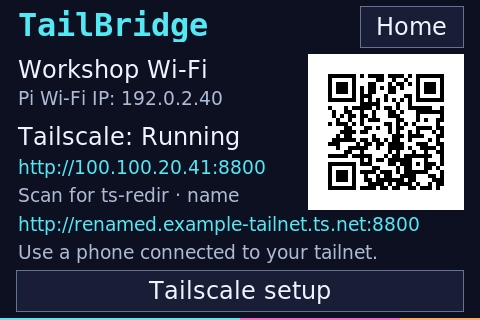 TailBridge
Home
Workshop Wi-Fi
Pi Wi-Fi IP: 192.0.2.40
Tailscale: Running
http://100.100.20.41:8800
Scan for ts-redir · name
http://renamed.example-tailnet.ts.net:8800
Use a phone connected to your tailnet.
Tailscale setup